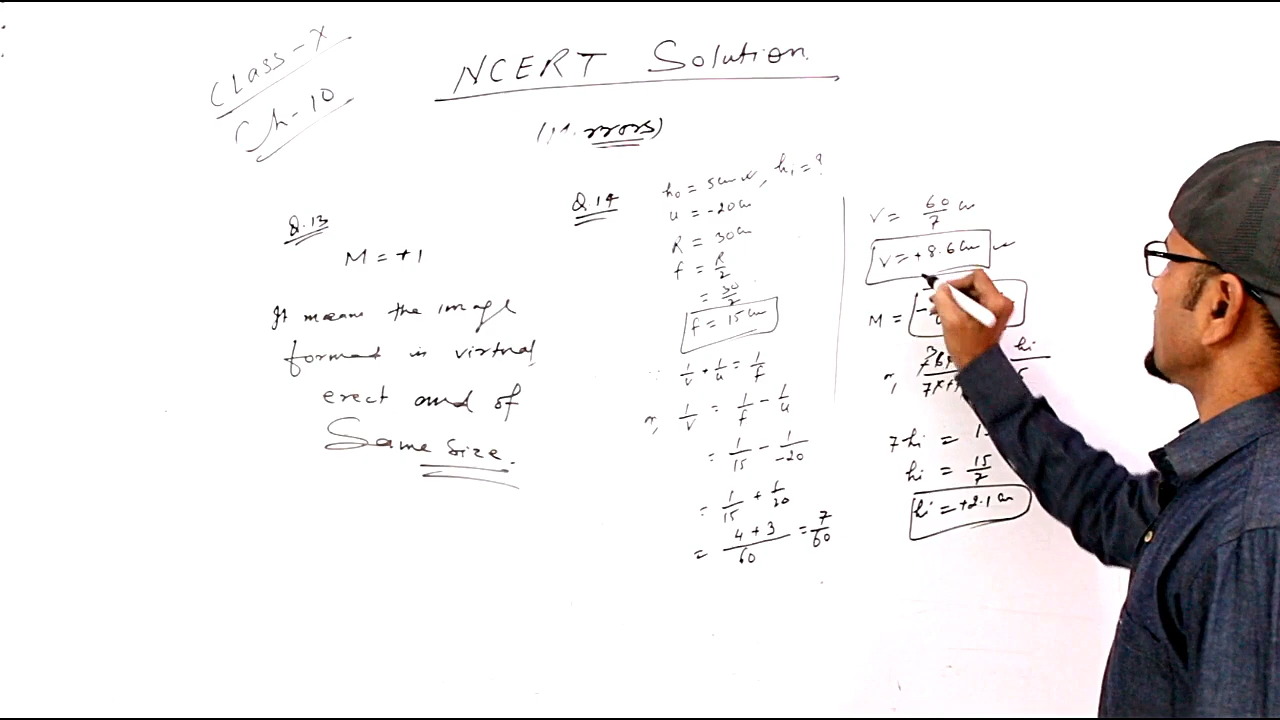 Class-X
Ch-10
NCERT Solution
(Mirrors)
Q.13
M = +1
It means the image
formed is virtual
erect and of
Same size.
Q.14
ho = 5cm, hi = ?
u = -20cm
R = 30cm
f = R/2
= 30/2
f = 15cm
∵ 1/v + 1/u = 1/f
1/v = 1/f - 1/u
= 1/15 - 1/-20
= 1/15 + 1/20
= 4+3/60 = 7/60
V = 60/7 cm
V = +8.6cm
M =
hi
7hi =
hi = 15/7
hi = +2.1cm